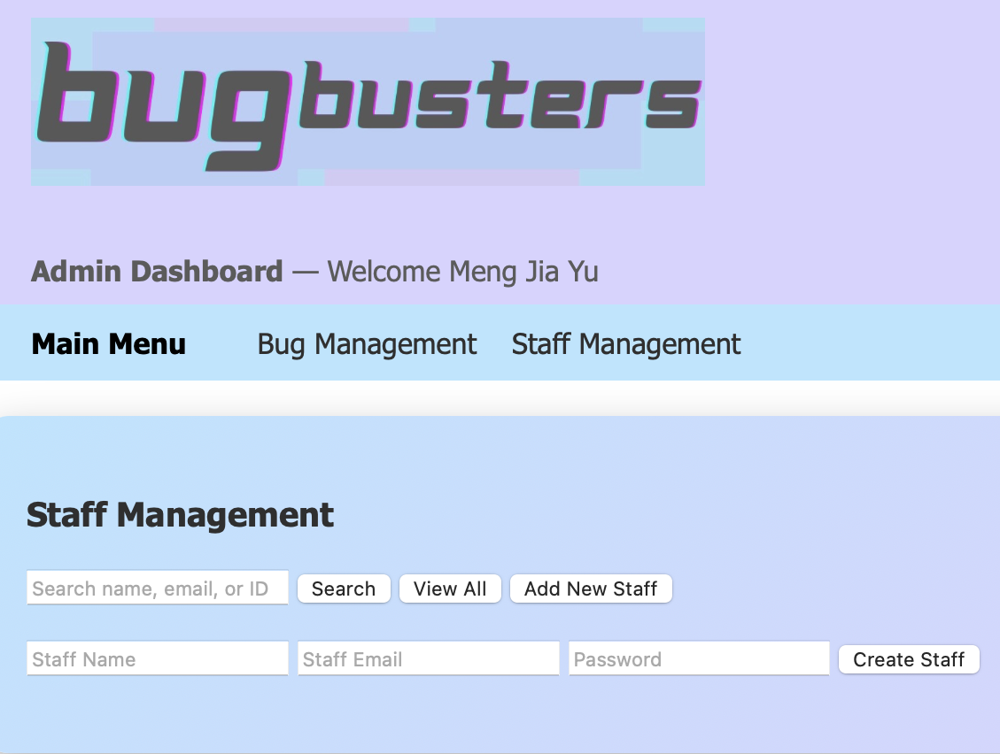 bugbusters
Admin Dashboard — Welcome Meng Jia Yu
Main Menu Bug Management Staff Management
Staff Management
Search name, email, or ID Search View All Add New Staff
Staff Name Staff Email Password Create Staff